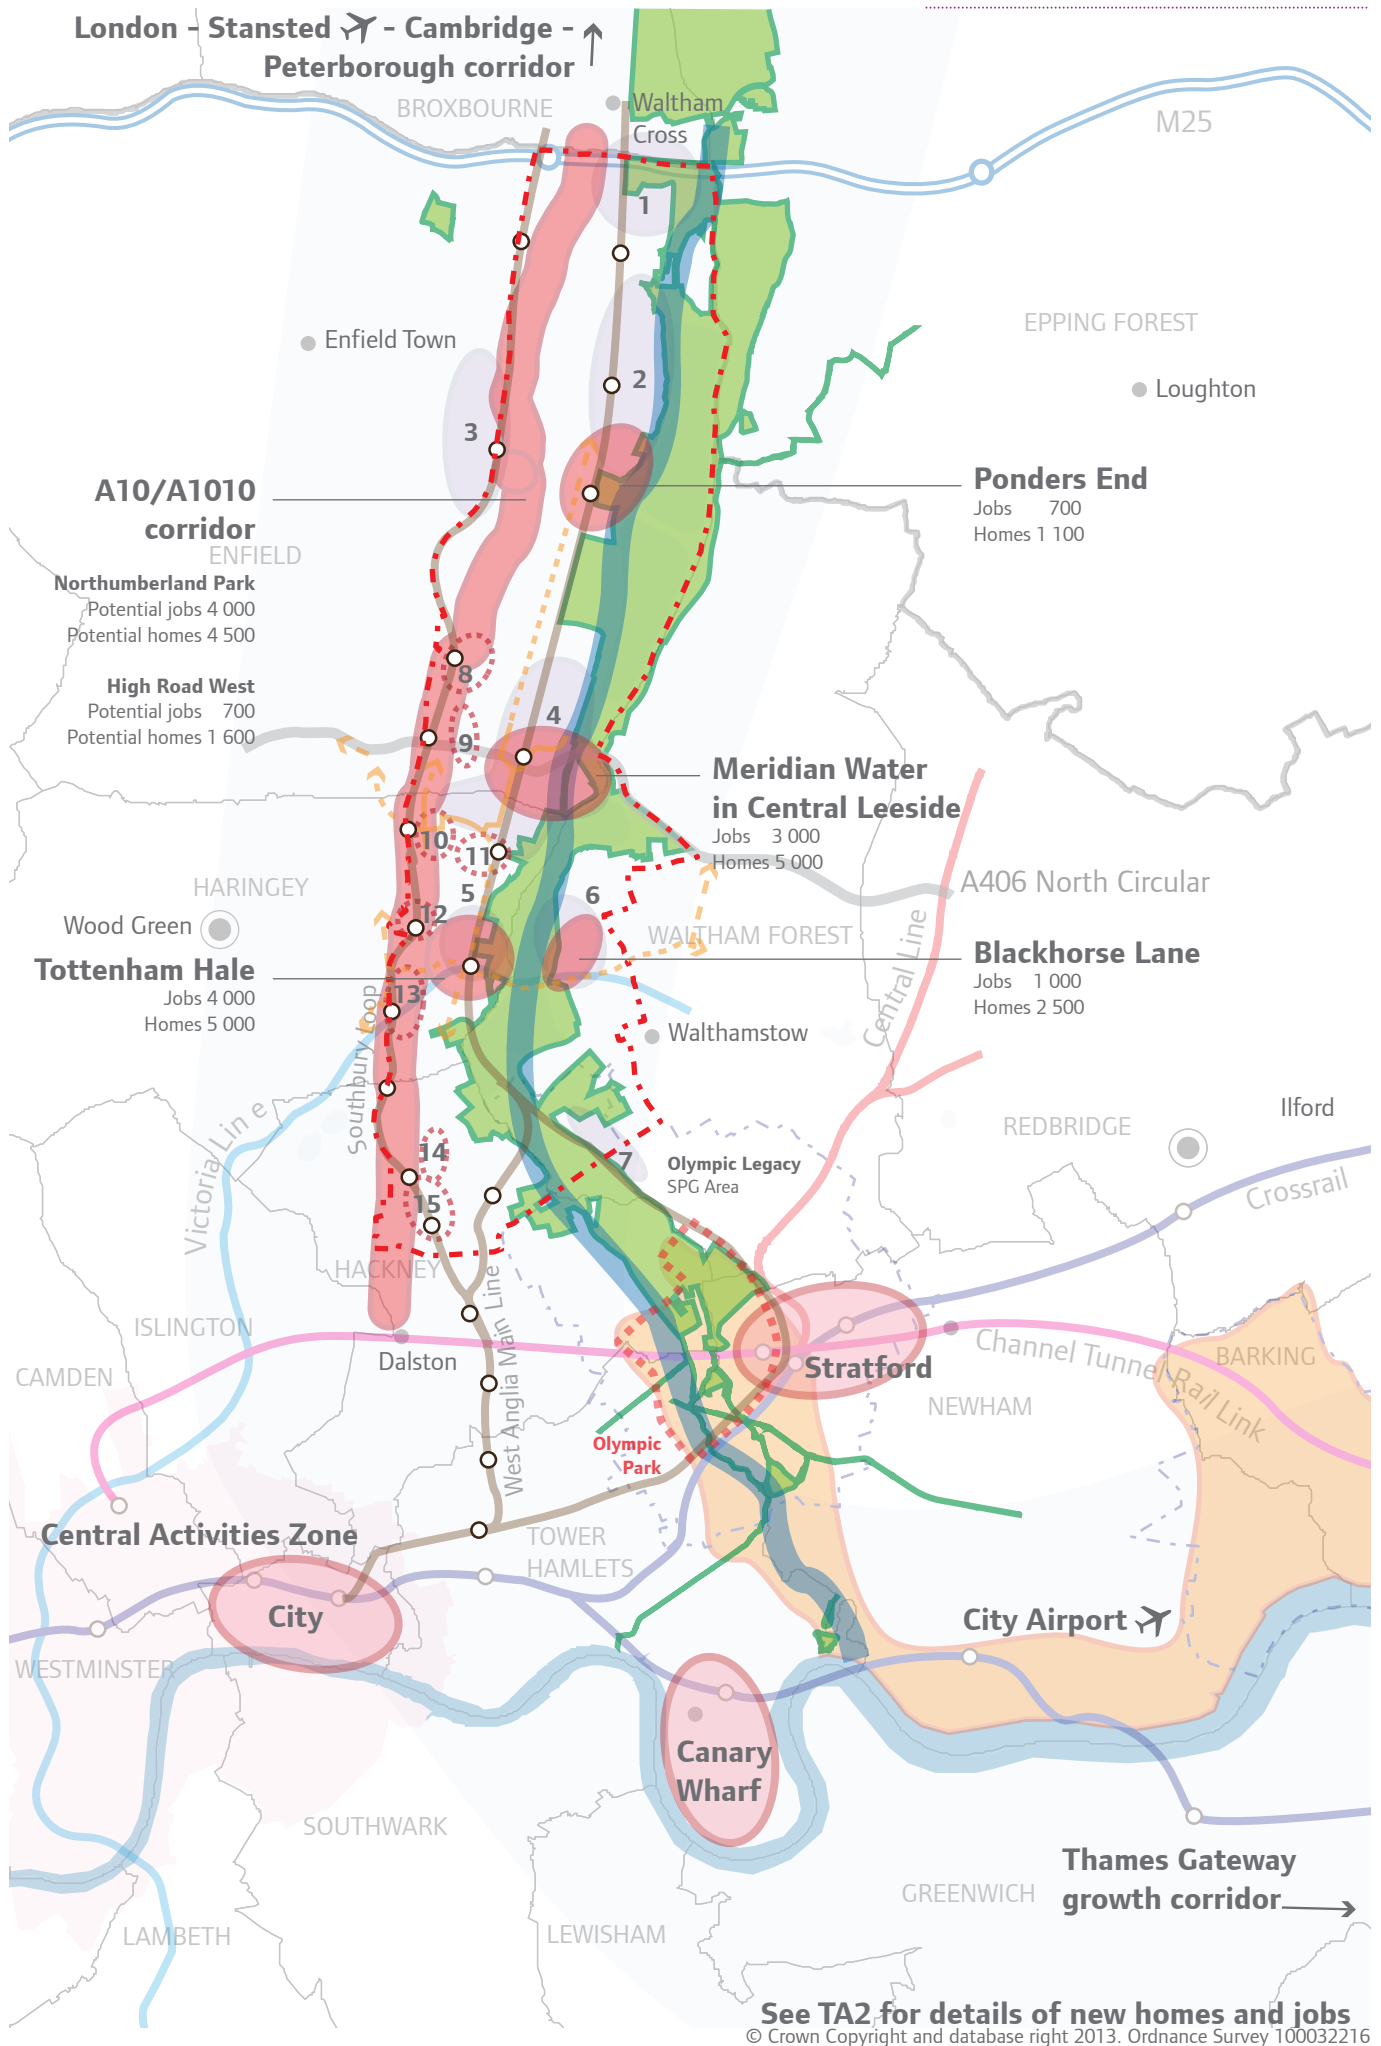 London - Stansted - Cambridge -
Peterborough corridor
BROXBOURNE
Waltham
Cross
M25
1
EPPING FOREST
Enfield Town
2
Loughton
3
A10/A1010
corridor
ENFIELD
Ponders End
Jobs 700
Homes 1 100
Northumberland Park
Potential jobs 4 000
Potential homes 4 500
8
High Road West
Potential jobs 700
Potential homes 1 600
4
9
Meridian Water
in Central Leeside
Jobs 3 000
Homes 5 000
10
11
HARINGEY
5
6
A406 North Circular
Wood Green
12
WALTHAM FOREST
Central Line
Tottenham Hale
Jobs 4 000
Homes 5 000
Blackhorse Lane
Jobs 1 000
Homes 2 500
13
Southbury Loop
Walthamstow
Victoria Line
Ilford
REDBRIDGE
14
7
Olympic Legacy
SPG Area
15
Crossrail
HACKNEY
West Anglia Main Line
ISLINGTON
Dalston
CAMDEN
Stratford
Channel Tunnel Rail Link
BARKING
NEWHAM
Olympic
Park
Central Activities Zone
TOWER
HAMLETS
City
City Airport
WESTMINSTER
Canary
Wharf
SOUTHWARK
Thames Gateway
growth corridor
GREENWICH
LAMBETH
LEWISHAM
See TA2 for details of new homes and jobs
© Crown Copyright and database right 2013. Ordnance Survey 100032216